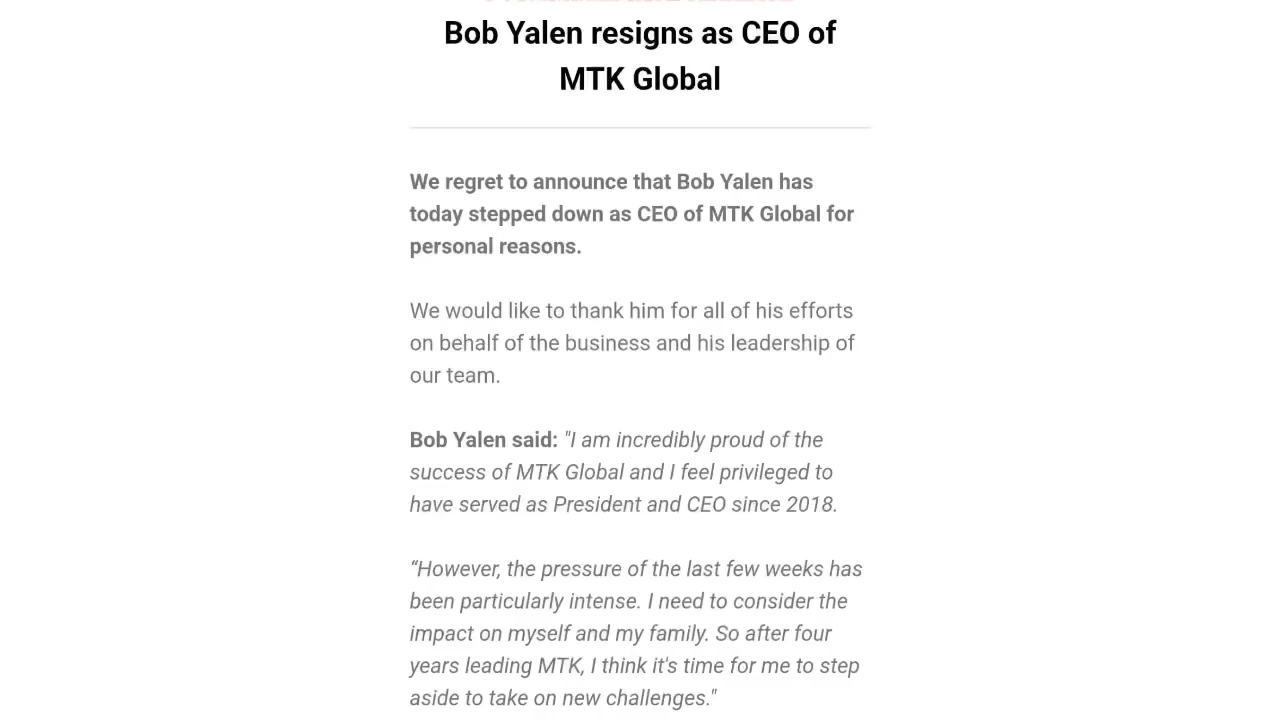 Bob Yalen resigns as CEO of
MTK Global
We regret to announce that Bob Yalen has
today stepped down as CEO of MTK Global for
personal reasons.
We would like to thank him for all of his efforts
on behalf of the business and his leadership of
our team.
Bob Yalen said: "I am incredibly proud of the
success of MTK Global and I feel privileged to
have served as President and CEO since 2018.
“However, the pressure of the last few weeks has
been particularly intense. I need to consider the
impact on myself and my family. So after four
years leading MTK, I think it's time for me to step
aside to take on new challenges."